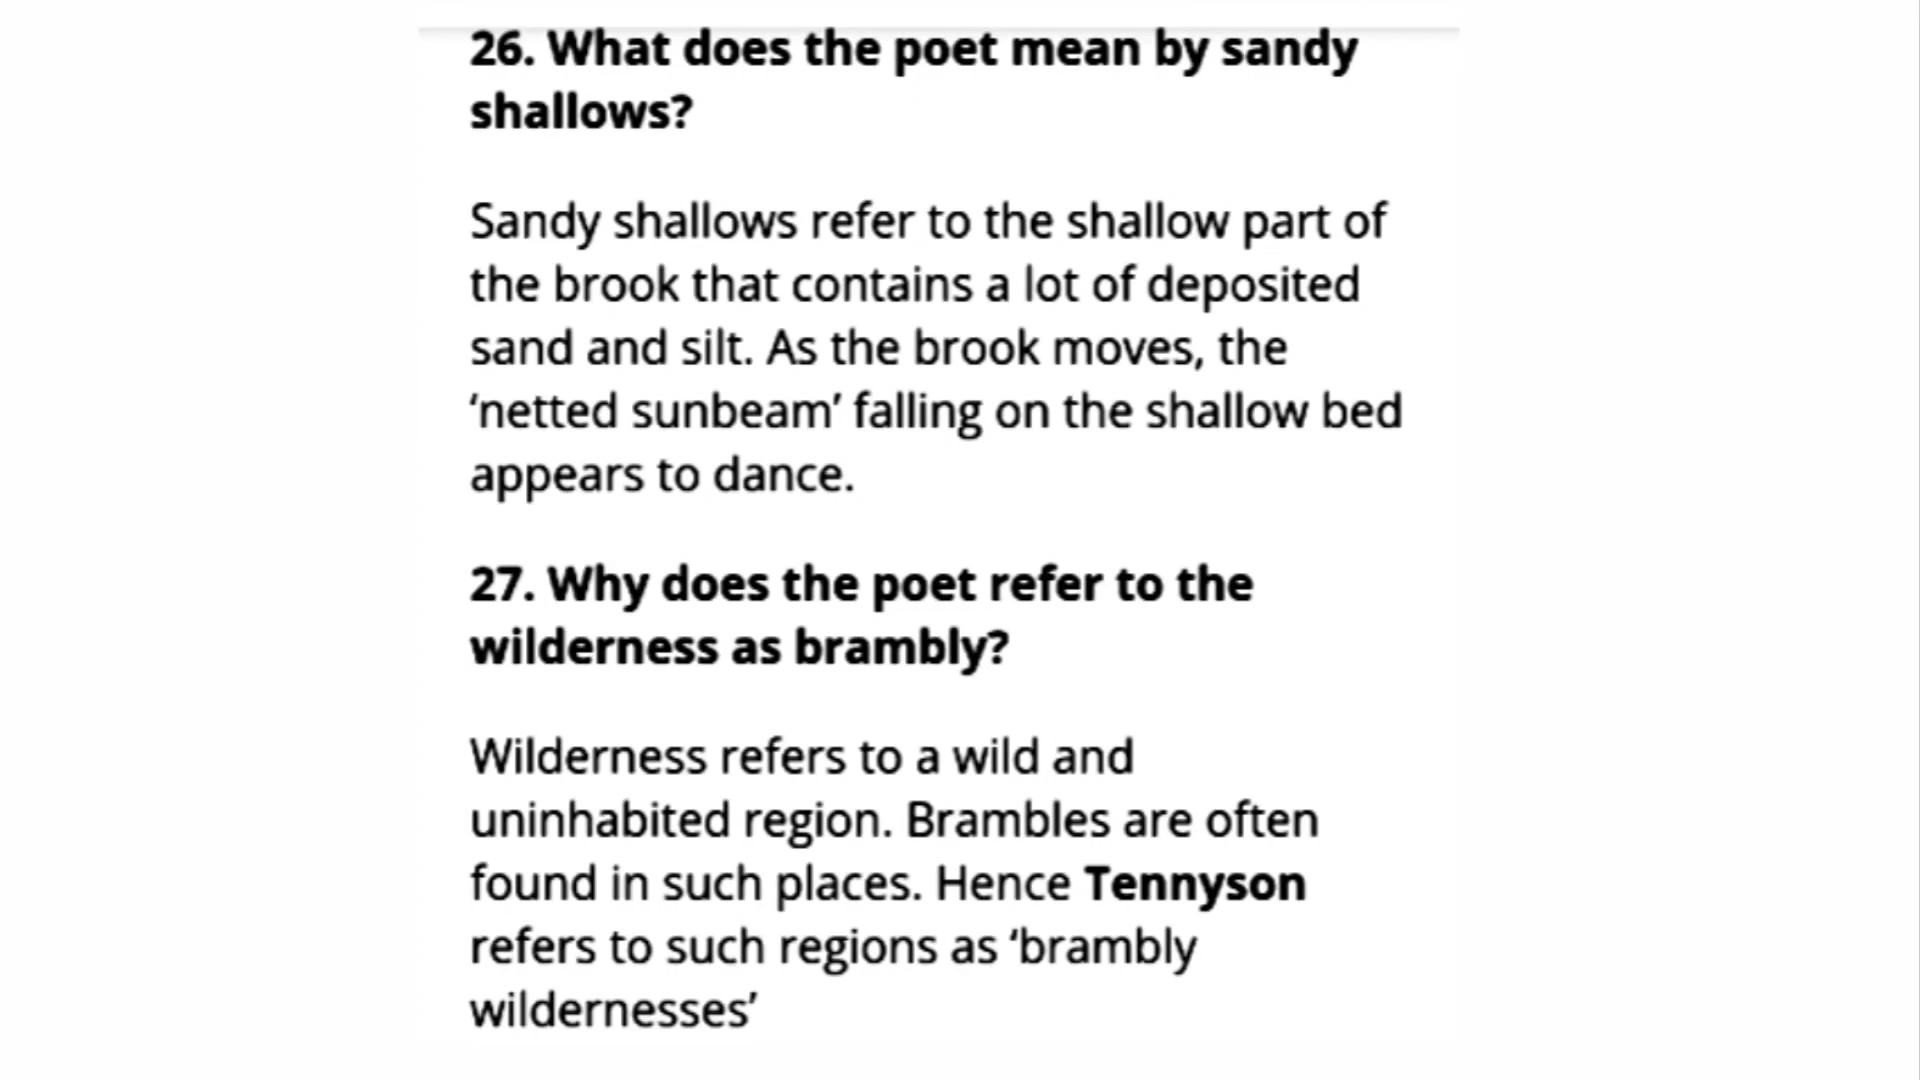 26. What does the poet mean by sandy
shallows?
Sandy shallows refer to the shallow part of
the brook that contains a lot of deposited
sand and silt. As the brook moves, the
‘netted sunbeam’ falling on the shallow bed
appears to dance.
27. Why does the poet refer to the
wilderness as brambly?
Wilderness refers to a wild and
uninhabited region. Brambles are often
found in such places. Hence Tennyson
refers to such regions as ‘brambly
wildernesses’